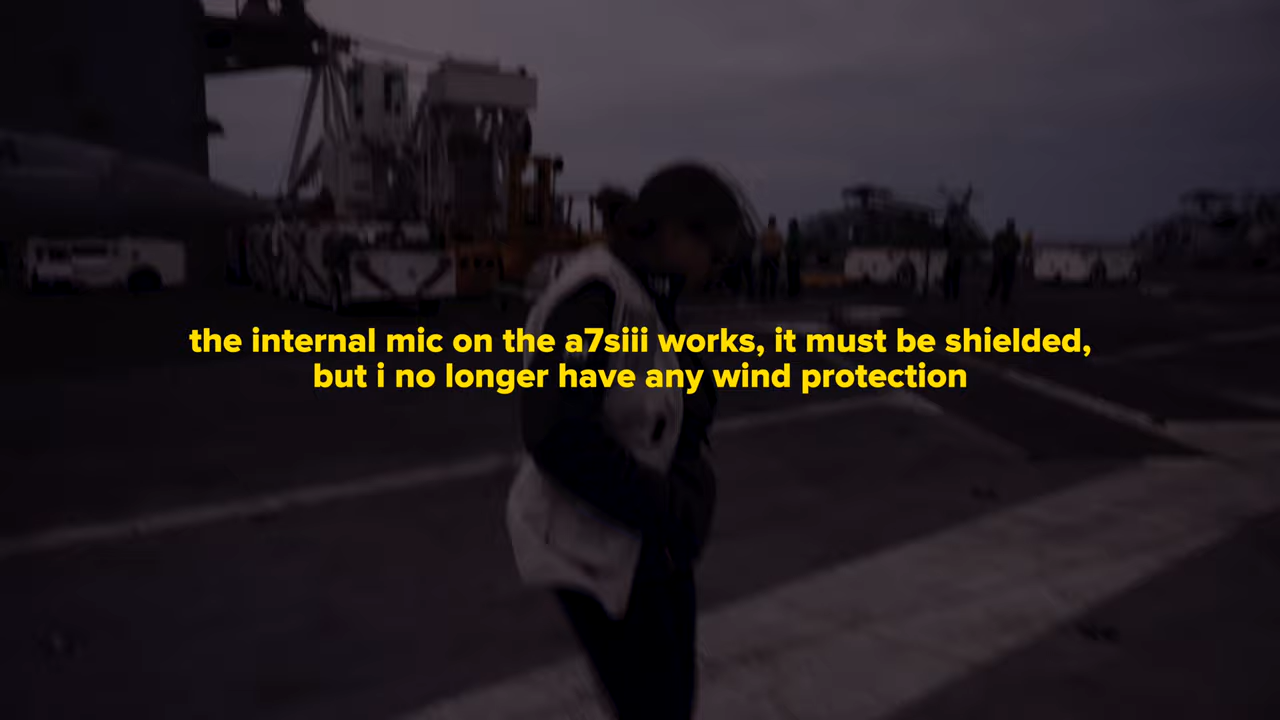 the internal mic on the a7siii works, it must be shielded,
but i no longer have any wind protection